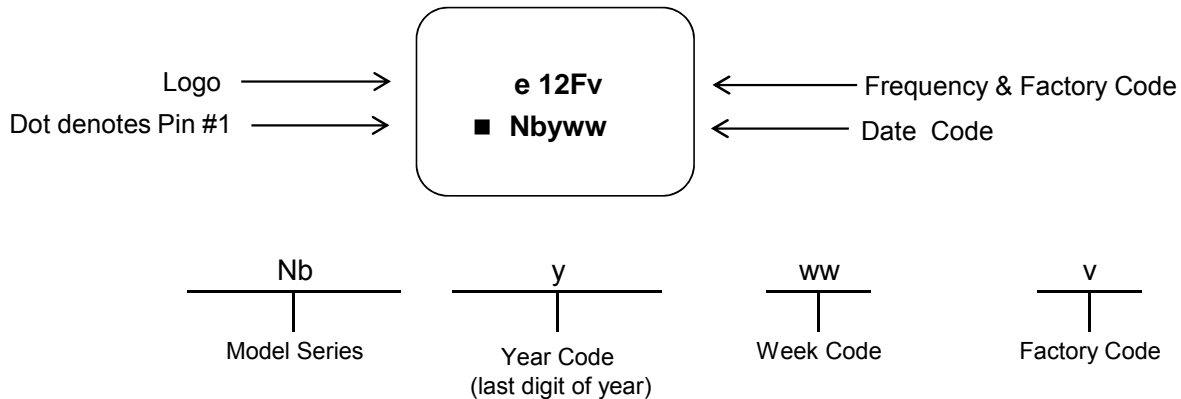 Logo
e 12Fv
Frequency & Factory Code
Dot denotes Pin #1
Nbyww
Date Code
Nb
y
ww
v
Model Series
Year Code
(last digit of year)
Week Code
Factory Code